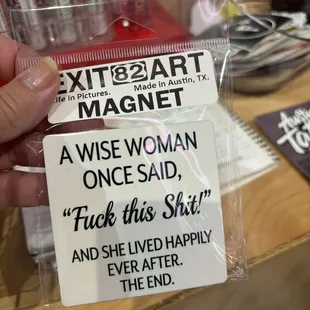 EXIT 82 ART
Life in Pictures. Made in Austin, TX.
MAGNET
A WISE WOMAN
ONCE SAID,
"Fuck this Shit!"
AND SHE LIVED HAPPILY
EVER AFTER.
THE END.